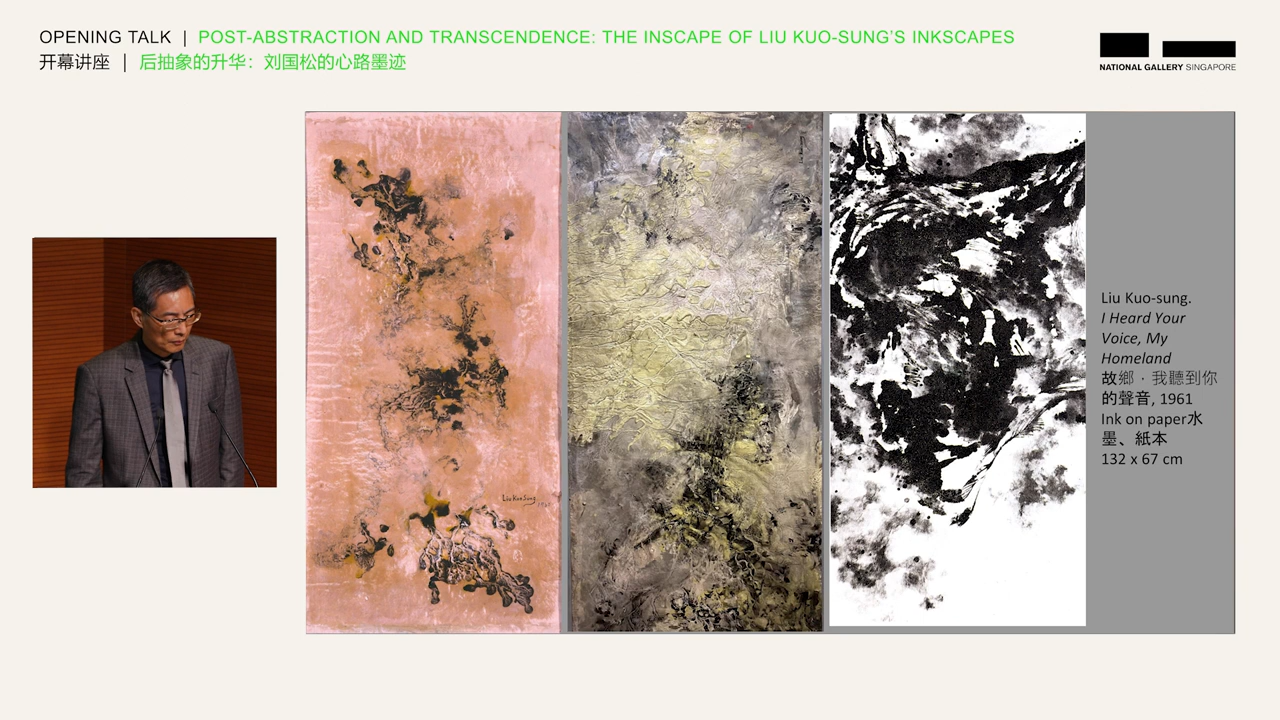 OPENING TALK | POST-ABSTRACTION AND TRANSCENDENCE: THE INSCAPE OF LIU KUO-SUNG'S INKSCAPES
开幕讲座 | 后抽象的升华：刘国松的心路墨迹
NATIONAL GALLERY SINGAPORE
Liu Kuo-sung.
I Heard Your
Voice, My
Homeland
故鄉．我聽到你
的聲音, 1961
Ink on paper水
墨、紙本
132 x 67 cm
Liu Kuo Sung